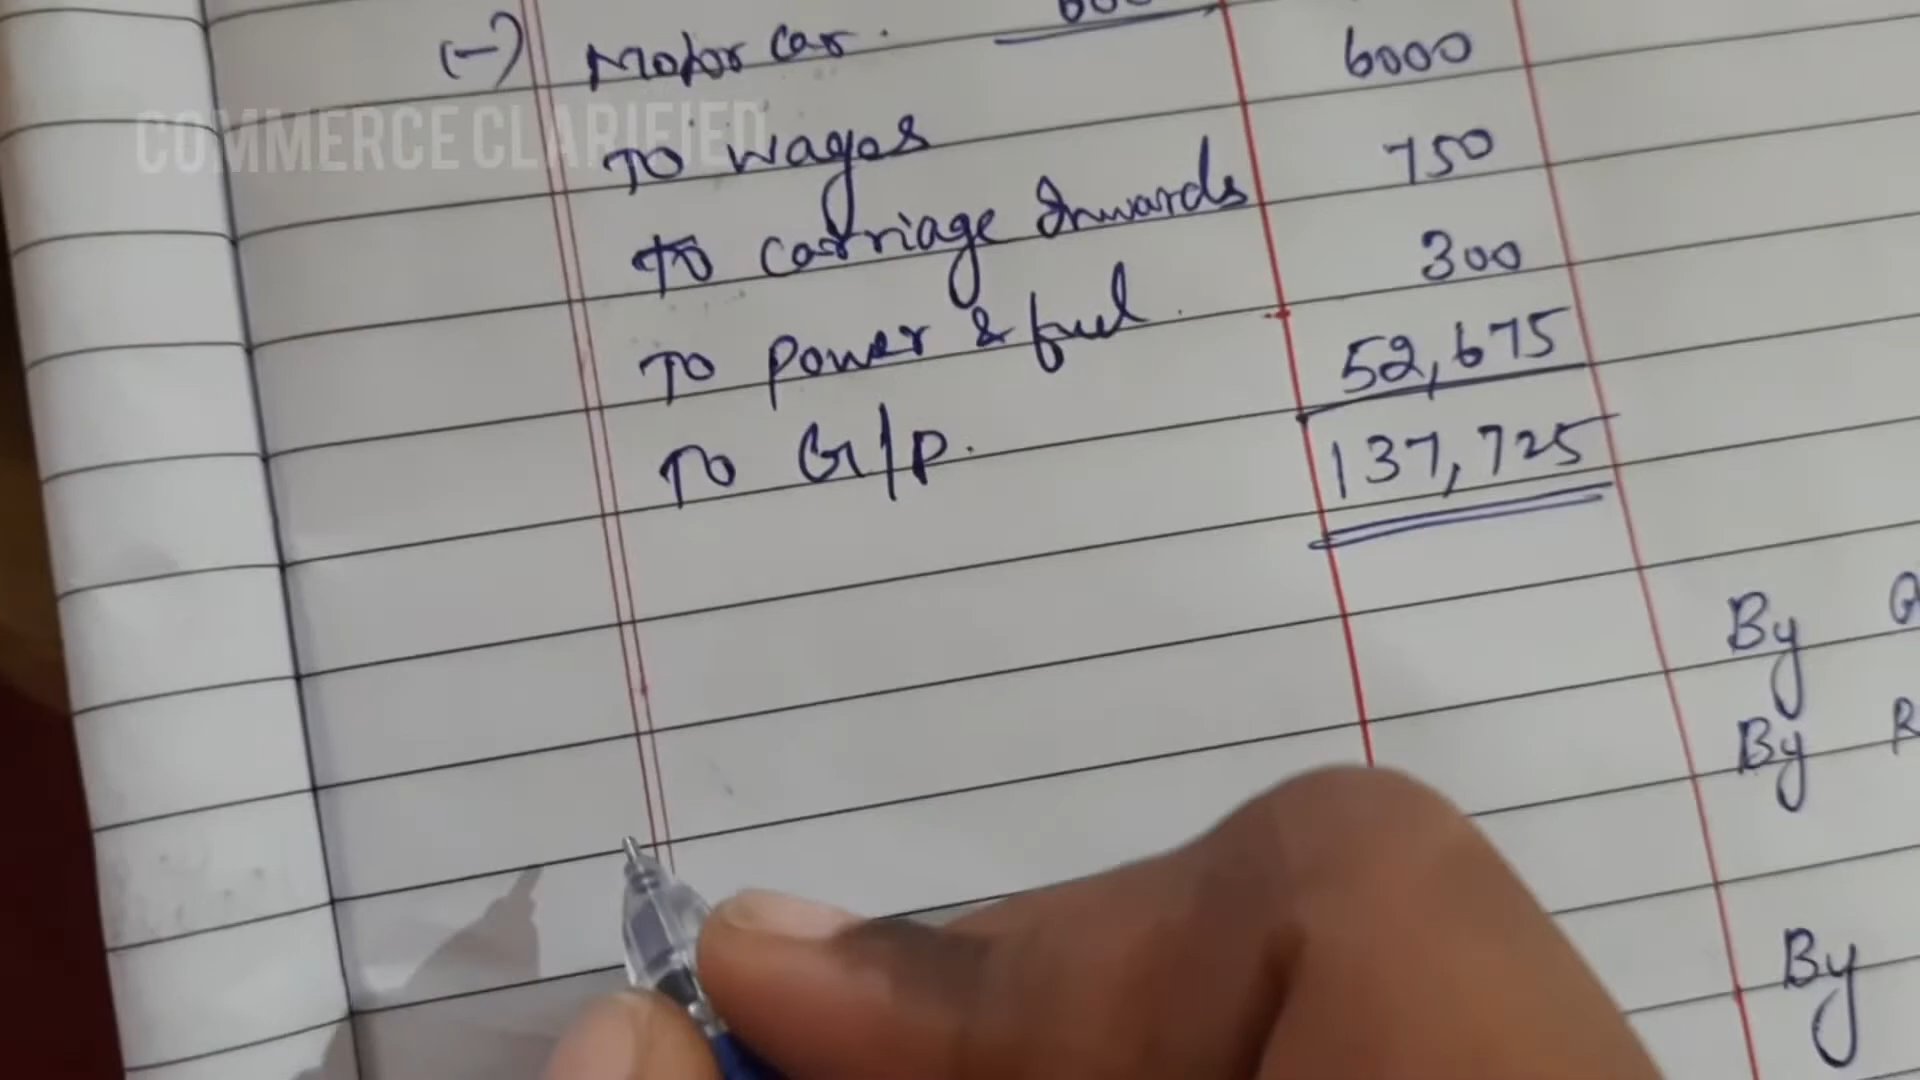 (-) Motor car. 6000
COMMERCE CLARIFIED
To wages 750
To carriage Inwards 300
To power & fuel 52,675
To G/P. 137,725
By
By
By